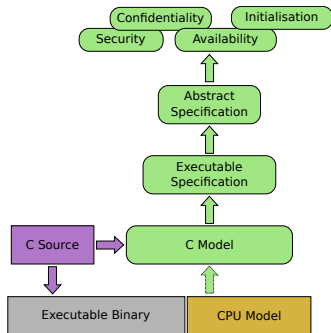 Confidentiality
Initialisation
Security
Availability
Abstract
Specification
Executable
Specification
C Source
C Model
Executable Binary
CPU Model